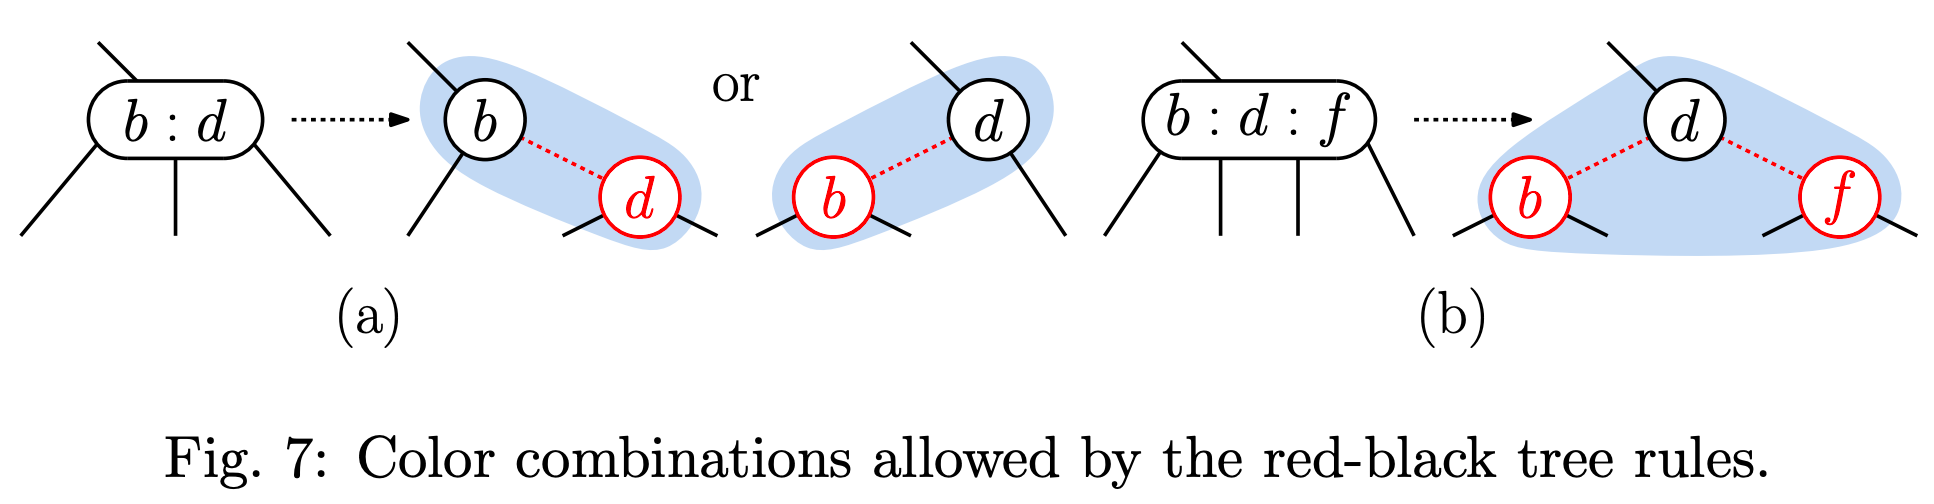 b : d b d or d b b : d : f d b f
(a) (b)
Fig. 7: Color combinations allowed by the red-black tree rules.